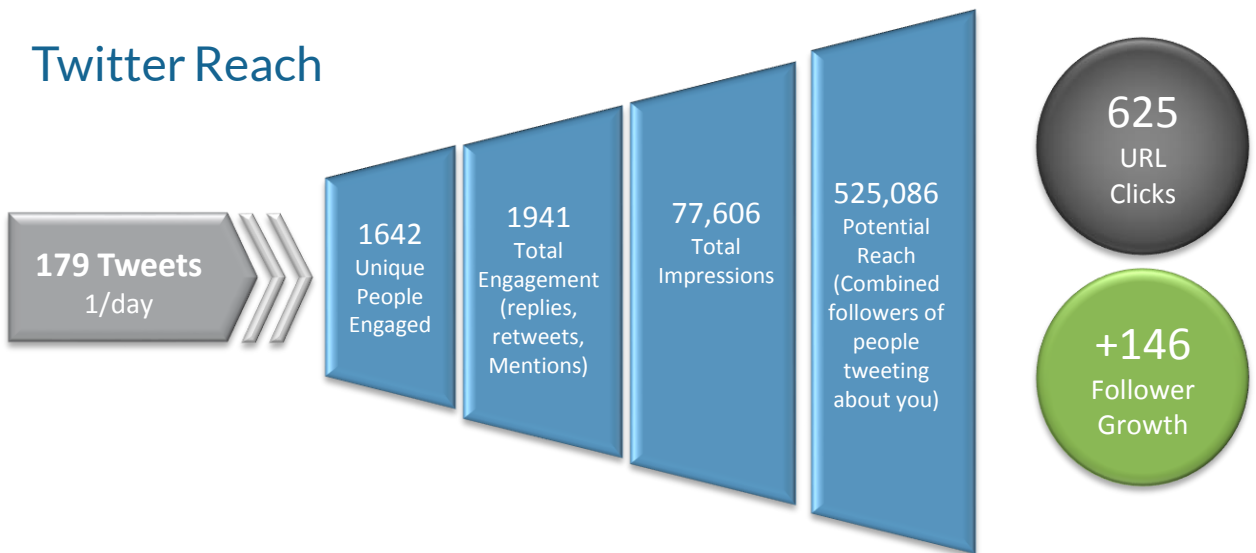 Twitter Reach
179 Tweets
1/day
1642
Unique
People
Engaged
1941
Total
Engagement
(replies,
retweets,
Mentions)
77,606
Total
Impressions
525,086
Potential
Reach
(Combined
followers of
people
tweeting
about you)
625
URL
Clicks
+146
Follower
Growth